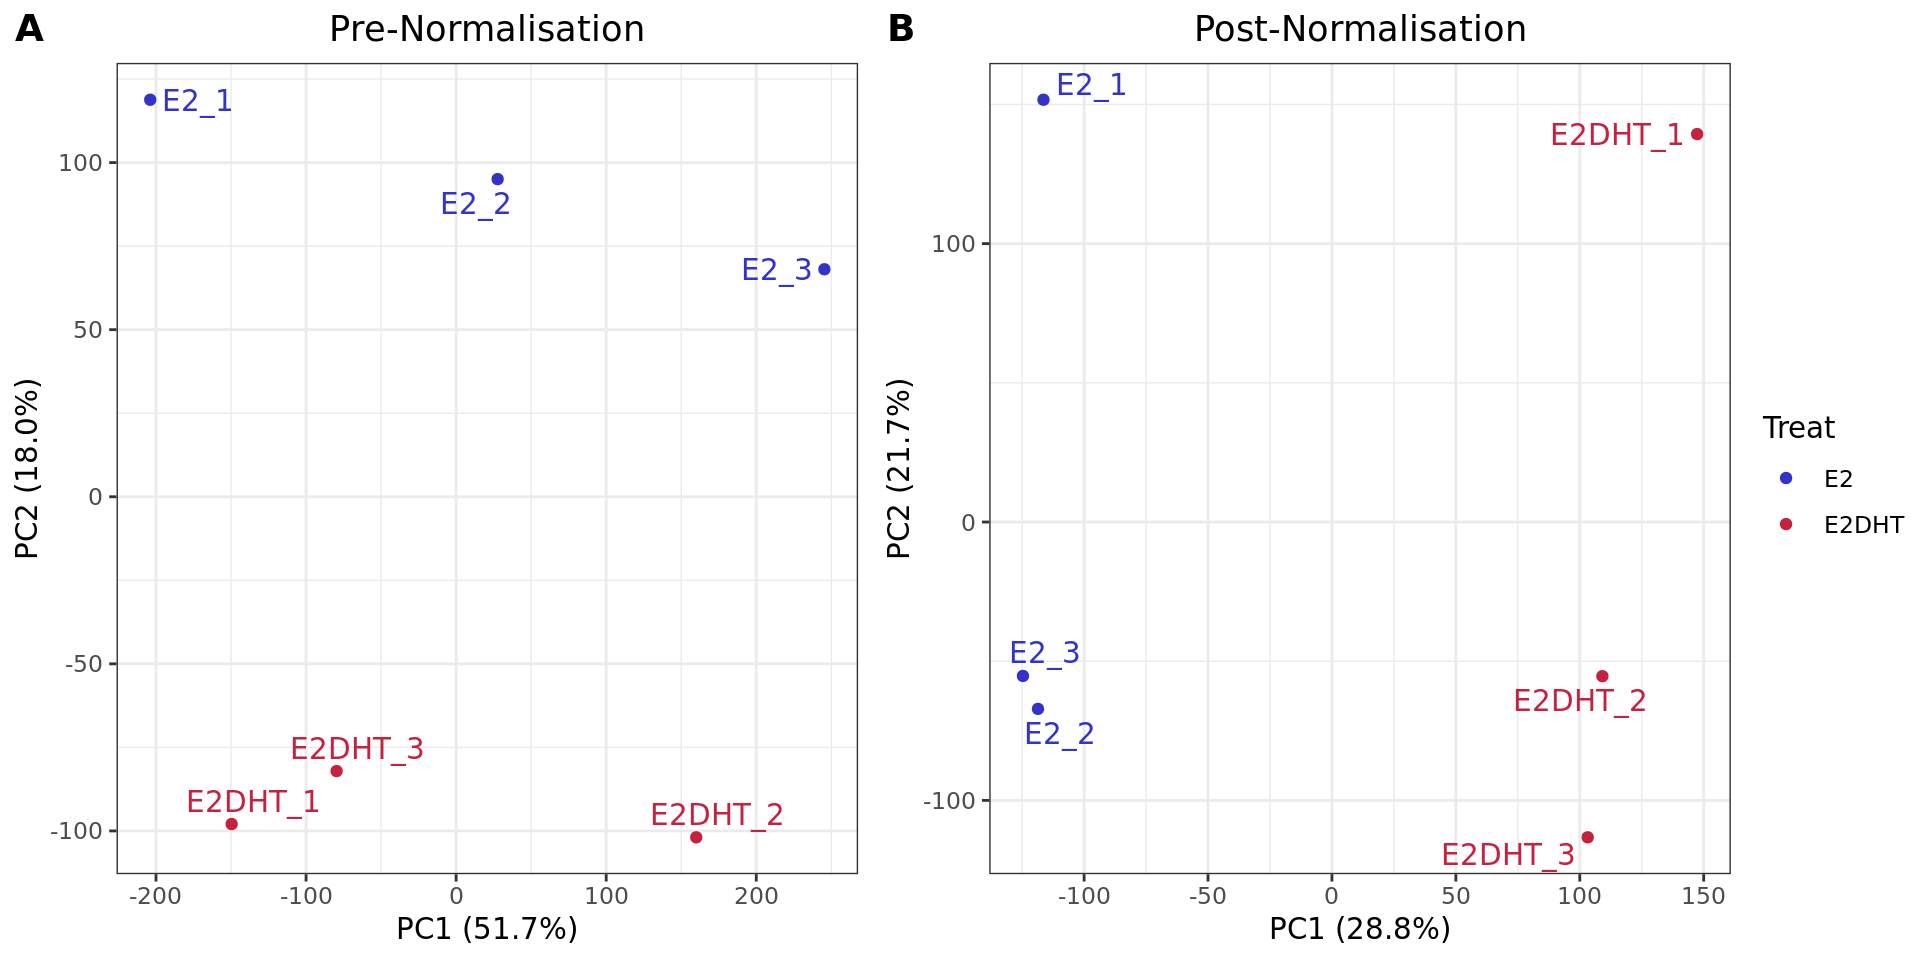 A
Pre-Normalisation
E2_1
E2_2
E2_3
E2DHT_3
E2DHT_1
E2DHT_2
100
50
0
-50
-100
-200
-100
0
100
200
PC1 (51.7%)
PC2 (18.0%)
B
Post-Normalisation
E2_1
E2DHT_1
E2_3
E2DHT_2
E2_2
E2DHT_3
100
0
-100
-100
-50
0
50
100
150
PC1 (28.8%)
PC2 (21.7%)
Treat
E2
E2DHT